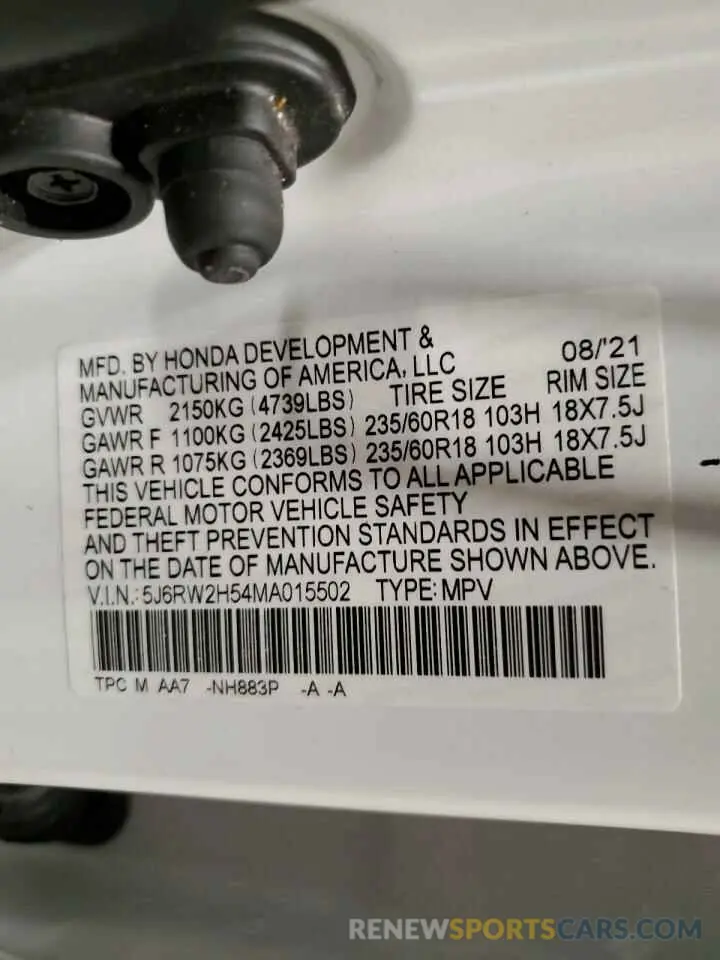 MFD. BY HONDA DEVELOPMENT & 08/'21
MANUFACTURING OF AMERICA, LLC
GVWR 2150KG (4739LBS) TIRE SIZE RIM SIZE
GAWR F 1100KG (2425LBS) 235/60R18 103H 18X7.5J
GAWR R 1075KG (2369LBS) 235/60R18 103H 18X7.5J
THIS VEHICLE CONFORMS TO ALL APPLICABLE
FEDERAL MOTOR VEHICLE SAFETY
AND THEFT PREVENTION STANDARDS IN EFFECT
ON THE DATE OF MANUFACTURE SHOWN ABOVE.
V.I.N.: 5J6RW2H54MA015502 TYPE: MPV
TPC M AA7 -NH883P -A -A
RENEWSPORTSCARS.COM